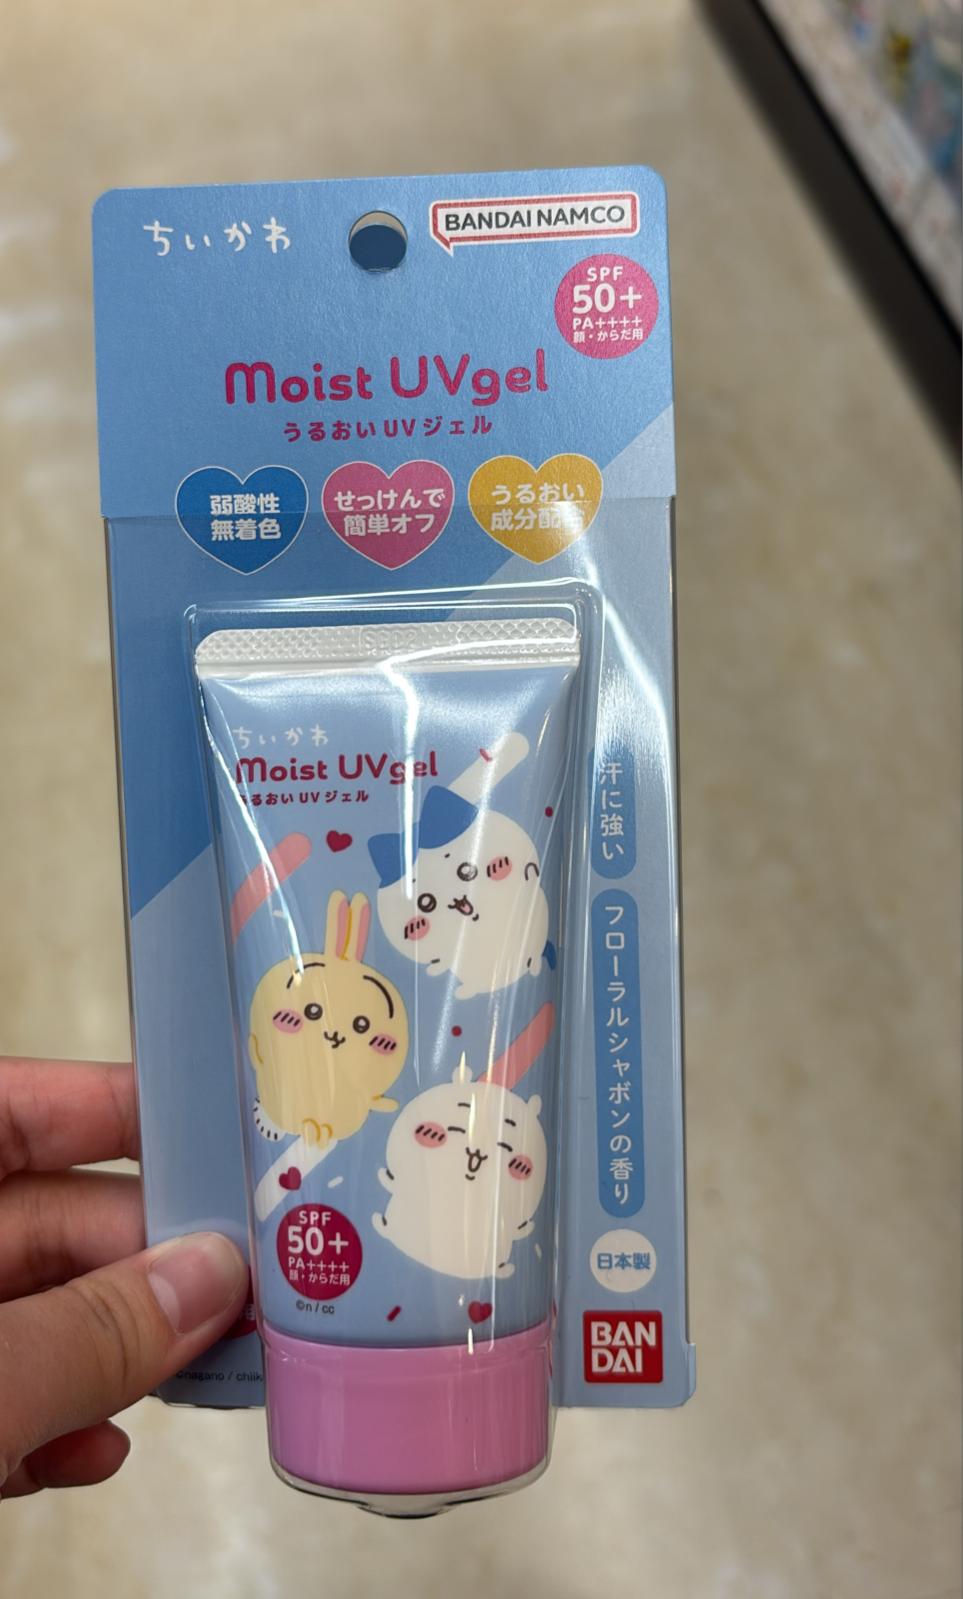 ちいかわ
BANDAI NAMCO
SPF
50+
PA++++
顔・からだ用
Moist UVgel
うるおいUVジェル
弱酸性
無着色
せっけんで
簡単オフ
うるおい
成分配合
ちいかわ
Moist UVgel
うるおいUVジェル
汗に強い
フローラルシャボンの香り
SPF
50+
PA++++
顔・からだ用
©n / cc
日本製
BAN
DAI
©nagano / chiik